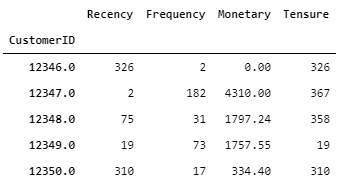 Recency Frequency Monetary Tensure
CustomerID
12346.0 326 2 0.00 326
12347.0 2 182 4310.00 367
12348.0 75 31 1797.24 358
12349.0 19 73 1757.55 19
12350.0 310 17 334.40 310